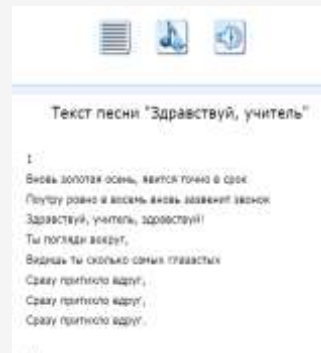 Текст песни "Здравствуй, учитель"
1
Вновь золотая осень, явится точно в срок
Поутру ровно в восемь вновь зазвенит звонок
Здравствуй, учитель, здравствуй!
Ты погляди вокруг,
Видишь ты сколько самых глазастых
Сразу притихло вдруг,
Сразу притихло вдруг,
Сразу притихло вдруг.